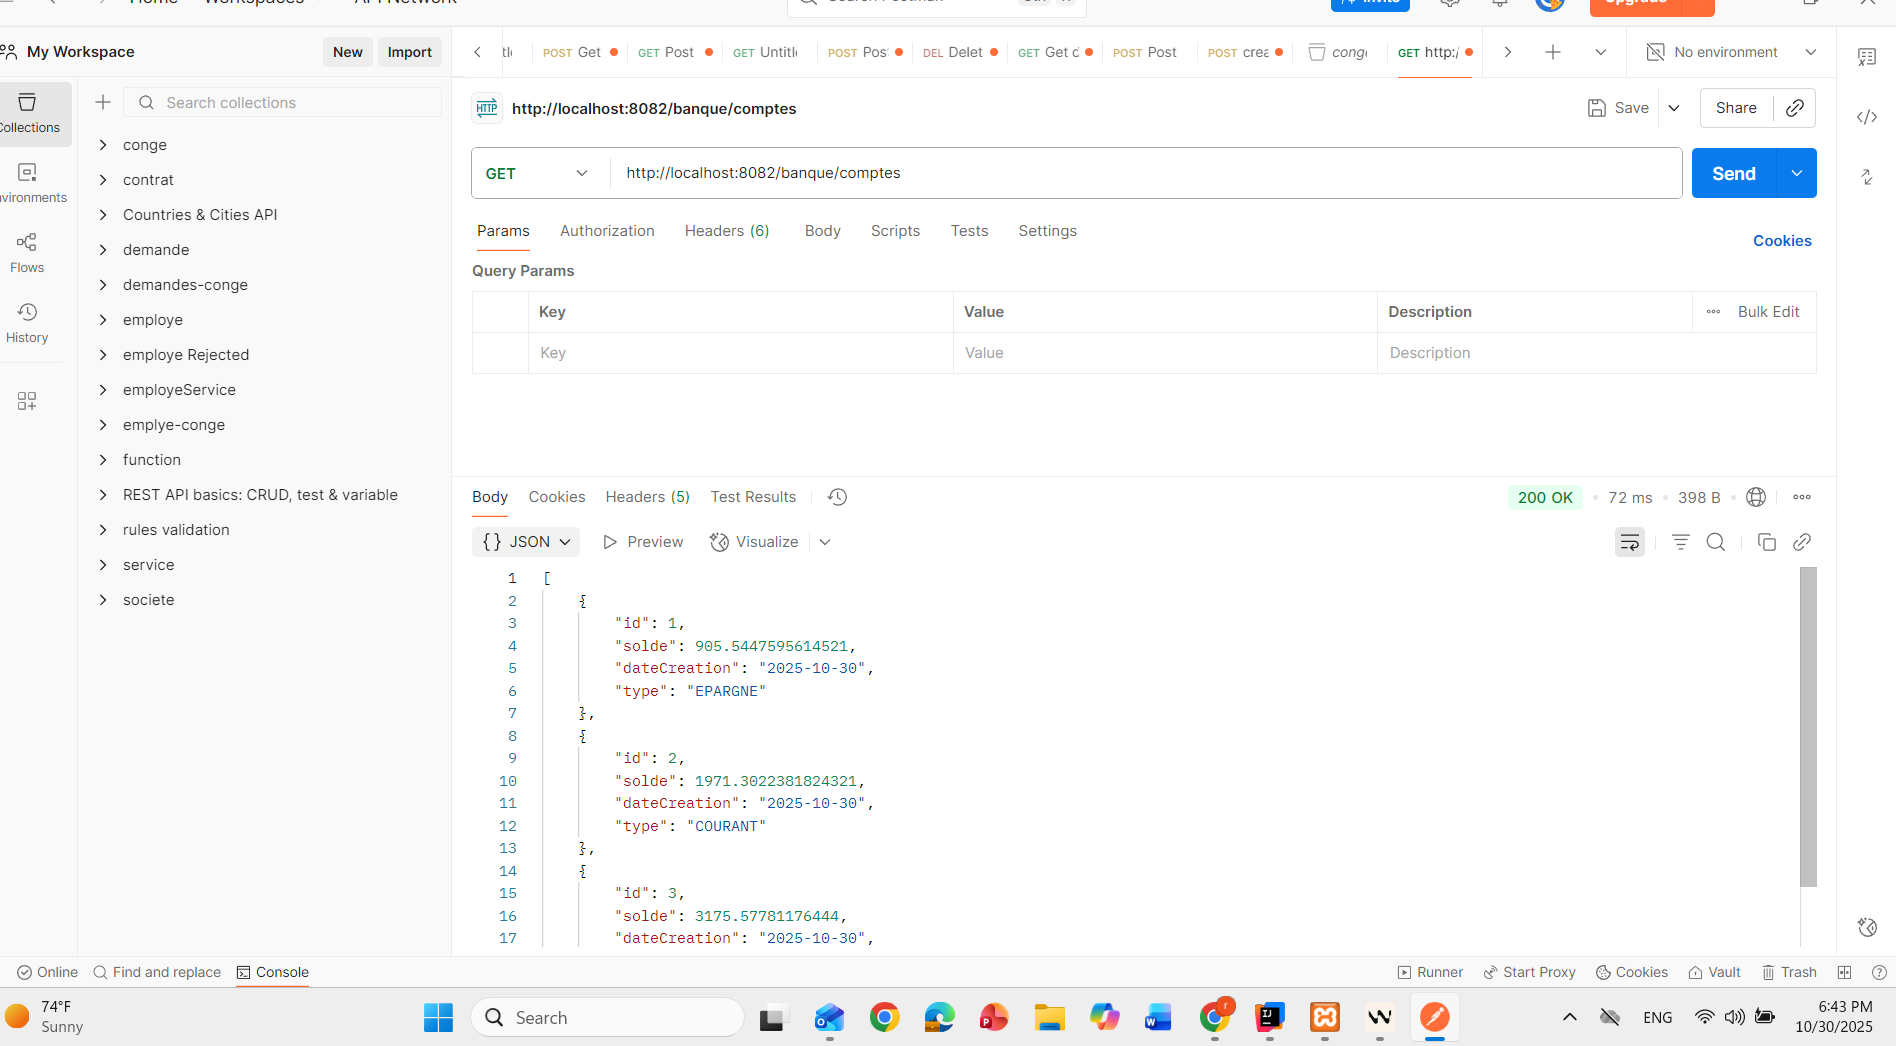 Home Workspaces API Network
Search Postman Ctrl K
Invite
Upgrade
My Workspace
New
Import
POST Get
GET Post
GET Untitl
POST Pos
DEL Delet
GET Get c
POST Post
POST crea
conge
GET http:/
No environment
Search collections
Collections
Environments
Flows
History
conge
contrat
Countries & Cities API
demande
demandes-conge
employe
employe Rejected
employeService
emplye-conge
function
REST API basics: CRUD, test & variable
rules validation
service
societe
HTTP http://localhost:8082/banque/comptes
Save
Share
GET http://localhost:8082/banque/comptes
Send
Params Authorization Headers (6) Body Scripts Tests Settings
Cookies
Query Params
Key Value Description Bulk Edit
Key Value Description
Body Cookies Headers (5) Test Results
200 OK 72 ms 398 B
{ } JSON Preview Visualize
1 [
2 {
3 "id": 1,
4 "solde": 905.5447595614521,
5 "dateCreation": "2025-10-30",
6 "type": "EPARGNE"
7 },
8 {
9 "id": 2,
10 "solde": 1971.3022381824321,
11 "dateCreation": "2025-10-30",
12 "type": "COURANT"
13 },
14 {
15 "id": 3,
16 "solde": 3175.57781176444,
17 "dateCreation": "2025-10-30",
Online Find and replace Console
Runner Start Proxy Cookies Vault Trash
74°F
Sunny
Search
ENG
6:43 PM
10/30/2025